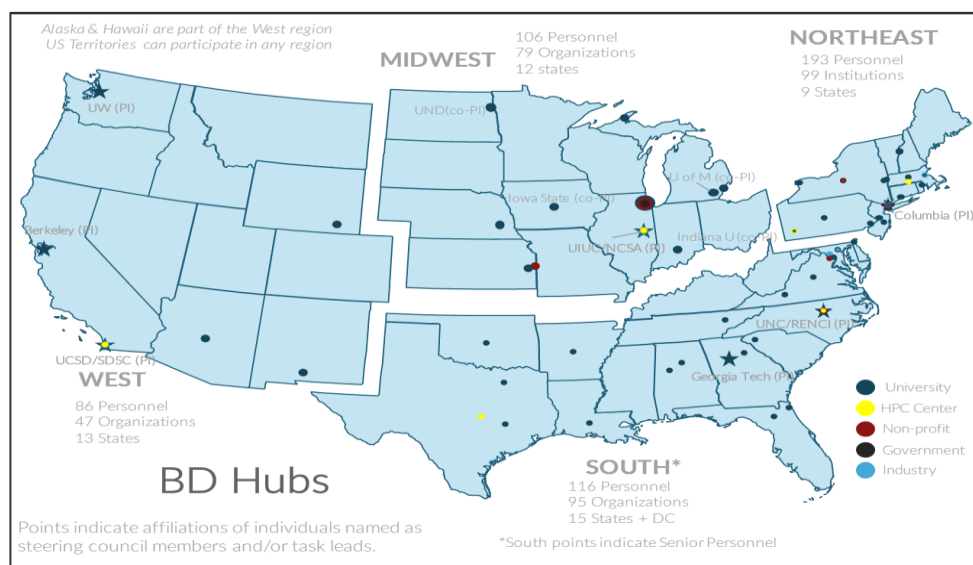 Alaska & Hawaii are part of the West region
US Territories can participate in any region
MIDWEST
106 Personnel
79 Organizations
12 states
NORTHEAST
193 Personnel
99 Institutions
9 States
UW (PI)
UND(co-PI)
U of M (co-PI)
Iowa State (co-PI)
Columbia (PI)
Berkeley (PI)
UIUC/NCSA (PI)
Indiana U(co-PI)
UNC/RENCI (PI)
UCSD/SDSC (PI)
Georgia Tech (PI)
WEST
86 Personnel
47 Organizations
13 States
University
HPC Center
Non-profit
Government
Industry
BD Hubs
SOUTH*
116 Personnel
95 Organizations
15 States + DC
Points indicate affiliations of individuals named as
steering council members and/or task leads.
*South points indicate Senior Personnel